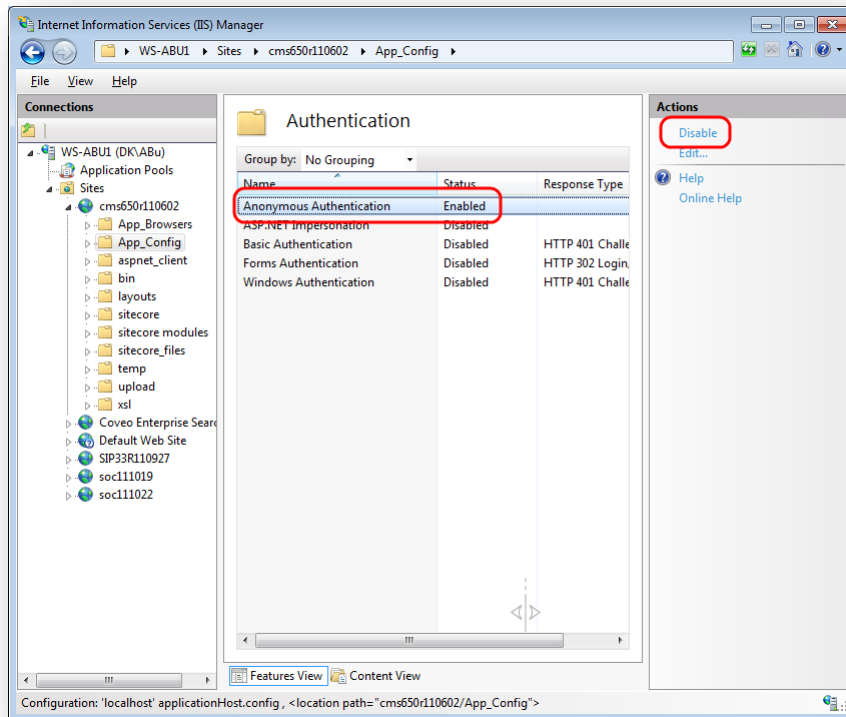 Internet Information Services (IIS) Manager
WS-ABU1 Sites cms650r110602 App_Config
File View Help
Connections
WS-ABU1 (DK\ABu)
Application Pools
Sites
cms650r110602
App_Browsers
App_Config
aspnet_client
bin
layouts
sitecore
sitecore modules
sitecore_files
temp
upload
xsl
Coveo Enterprise Sear
Default Web Site
SIP33R110927
soc111019
soc111022
Authentication
Group by: No Grouping
Name Status Response Type
Anonymous Authentication Enabled
ASP.NET Impersonation Disabled
Basic Authentication Disabled HTTP 401 Challe
Forms Authentication Disabled HTTP 302 Login/
Windows Authentication Disabled HTTP 401 Challe
Features View Content View
Actions
Disable
Edit...
Help
Online Help
Configuration: 'localhost' applicationHost.config , <location path="cms650r110602/App_Config">